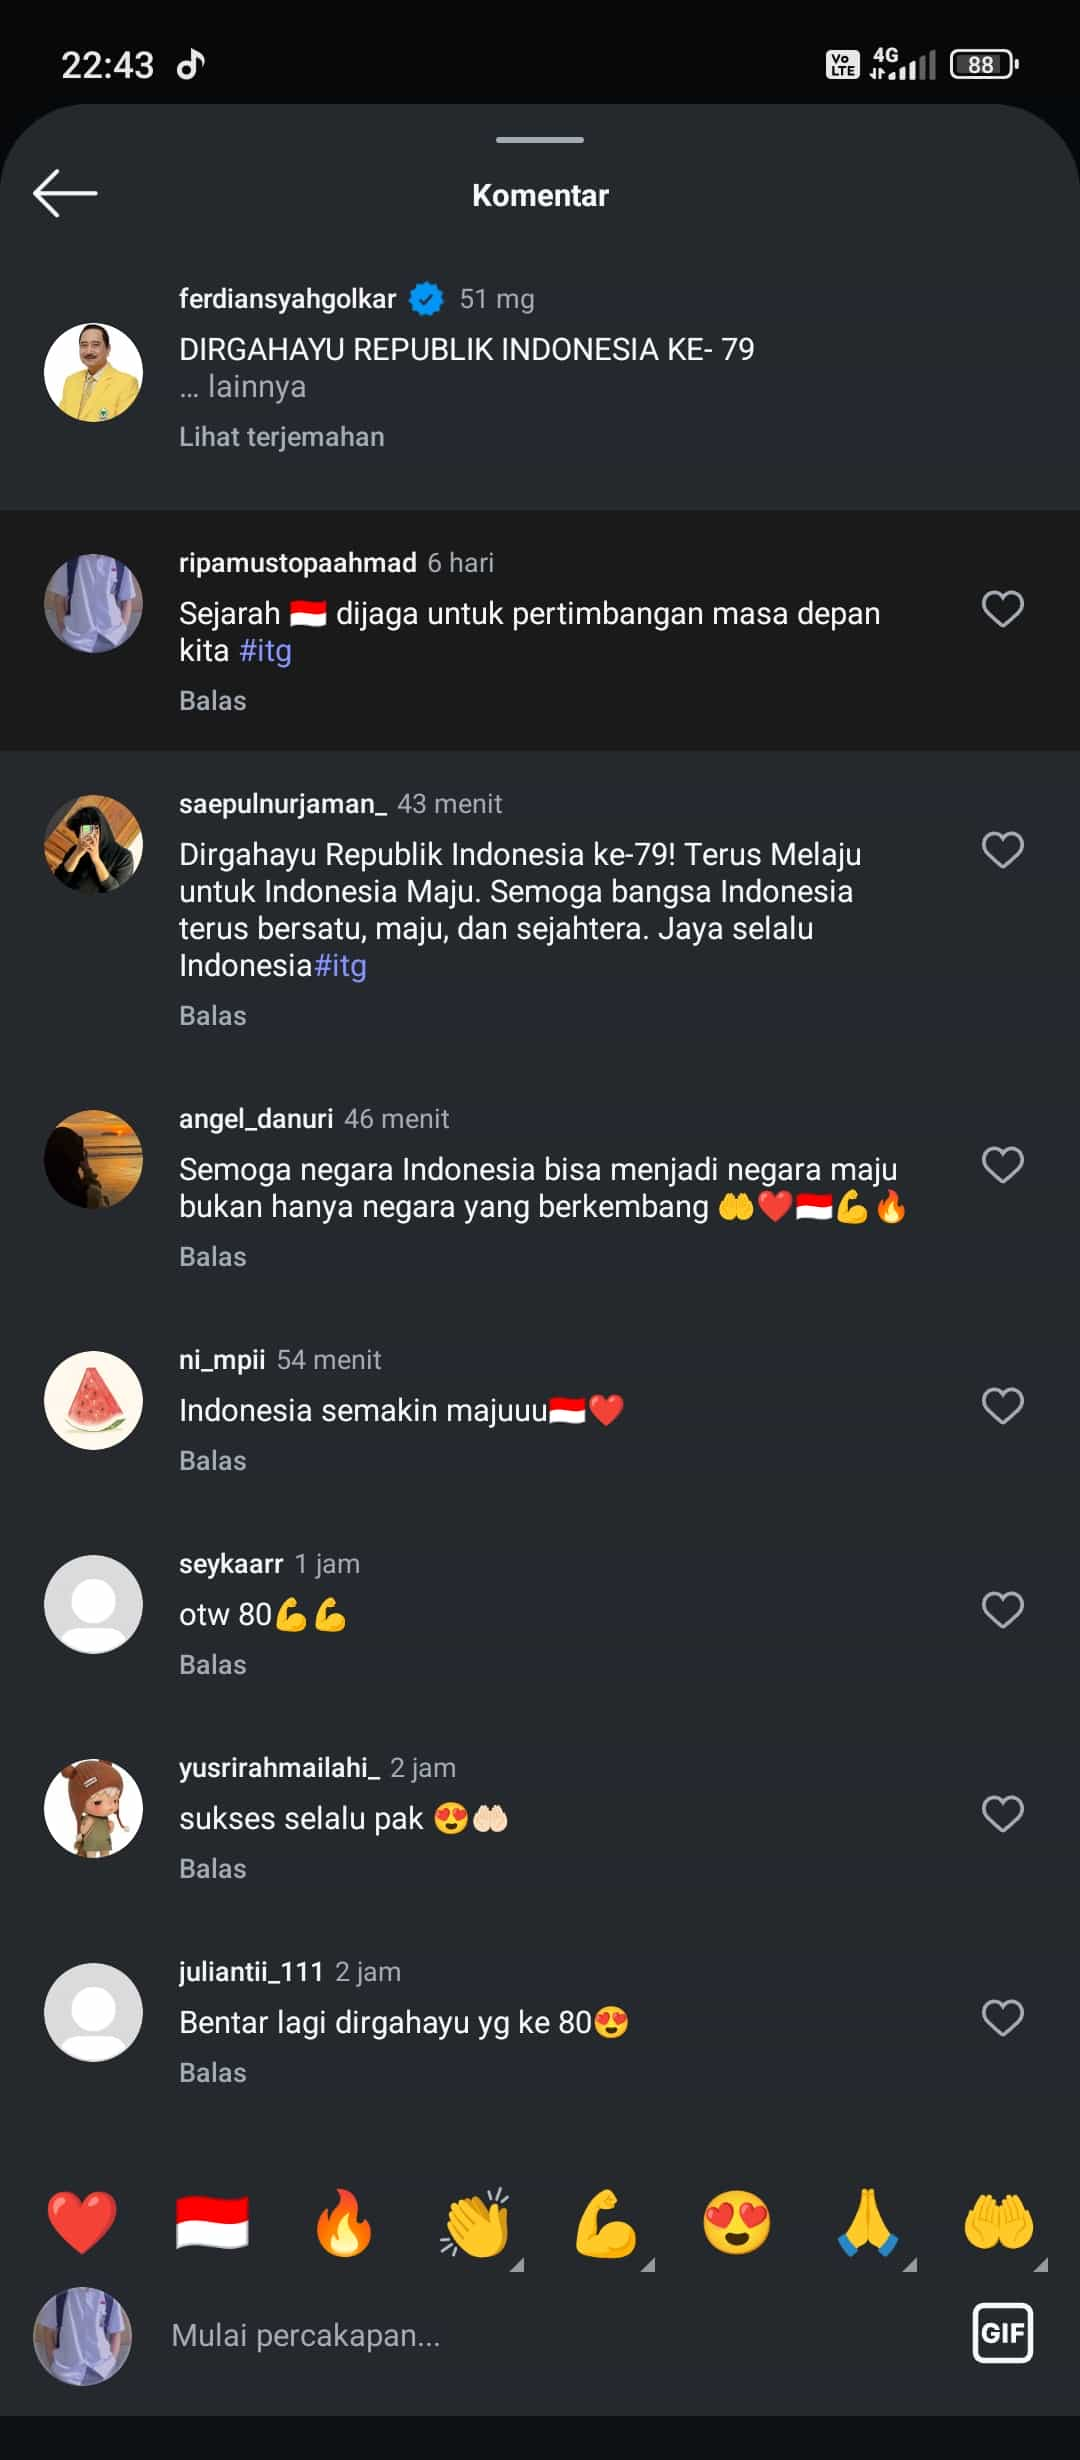 22:43
Vo LTE 4G 88
Komentar
ferdiansyahgolkar 51 mg
DIRGAHAYU REPUBLIK INDONESIA KE- 79
... lainnya
Lihat terjemahan
ripamustopaahmad 6 hari
Sejarah 🇮🇩 dijaga untuk pertimbangan masa depan
kita #itg
Balas
saepulnurjaman_ 43 menit
Dirgahayu Republik Indonesia ke-79! Terus Melaju
untuk Indonesia Maju. Semoga bangsa Indonesia
terus bersatu, maju, dan sejahtera. Jaya selalu
Indonesia#itg
Balas
angel_danuri 46 menit
Semoga negara Indonesia bisa menjadi negara maju
bukan hanya negara yang berkembang 🤲❤️🇮🇩💪🔥
Balas
ni_mpii 54 menit
Indonesia semakin majuuu🇮🇩❤️
Balas
seykaarr 1 jam
otw 80💪💪
Balas
yusrirahmailahi_ 2 jam
sukses selalu pak 😍🤲🏻
Balas
juliantii_111 2 jam
Bentar lagi dirgahayu yg ke 80😍
Balas
❤️🇮🇩🔥👏💪😍🙏🤲
Mulai percakapan...
GIF